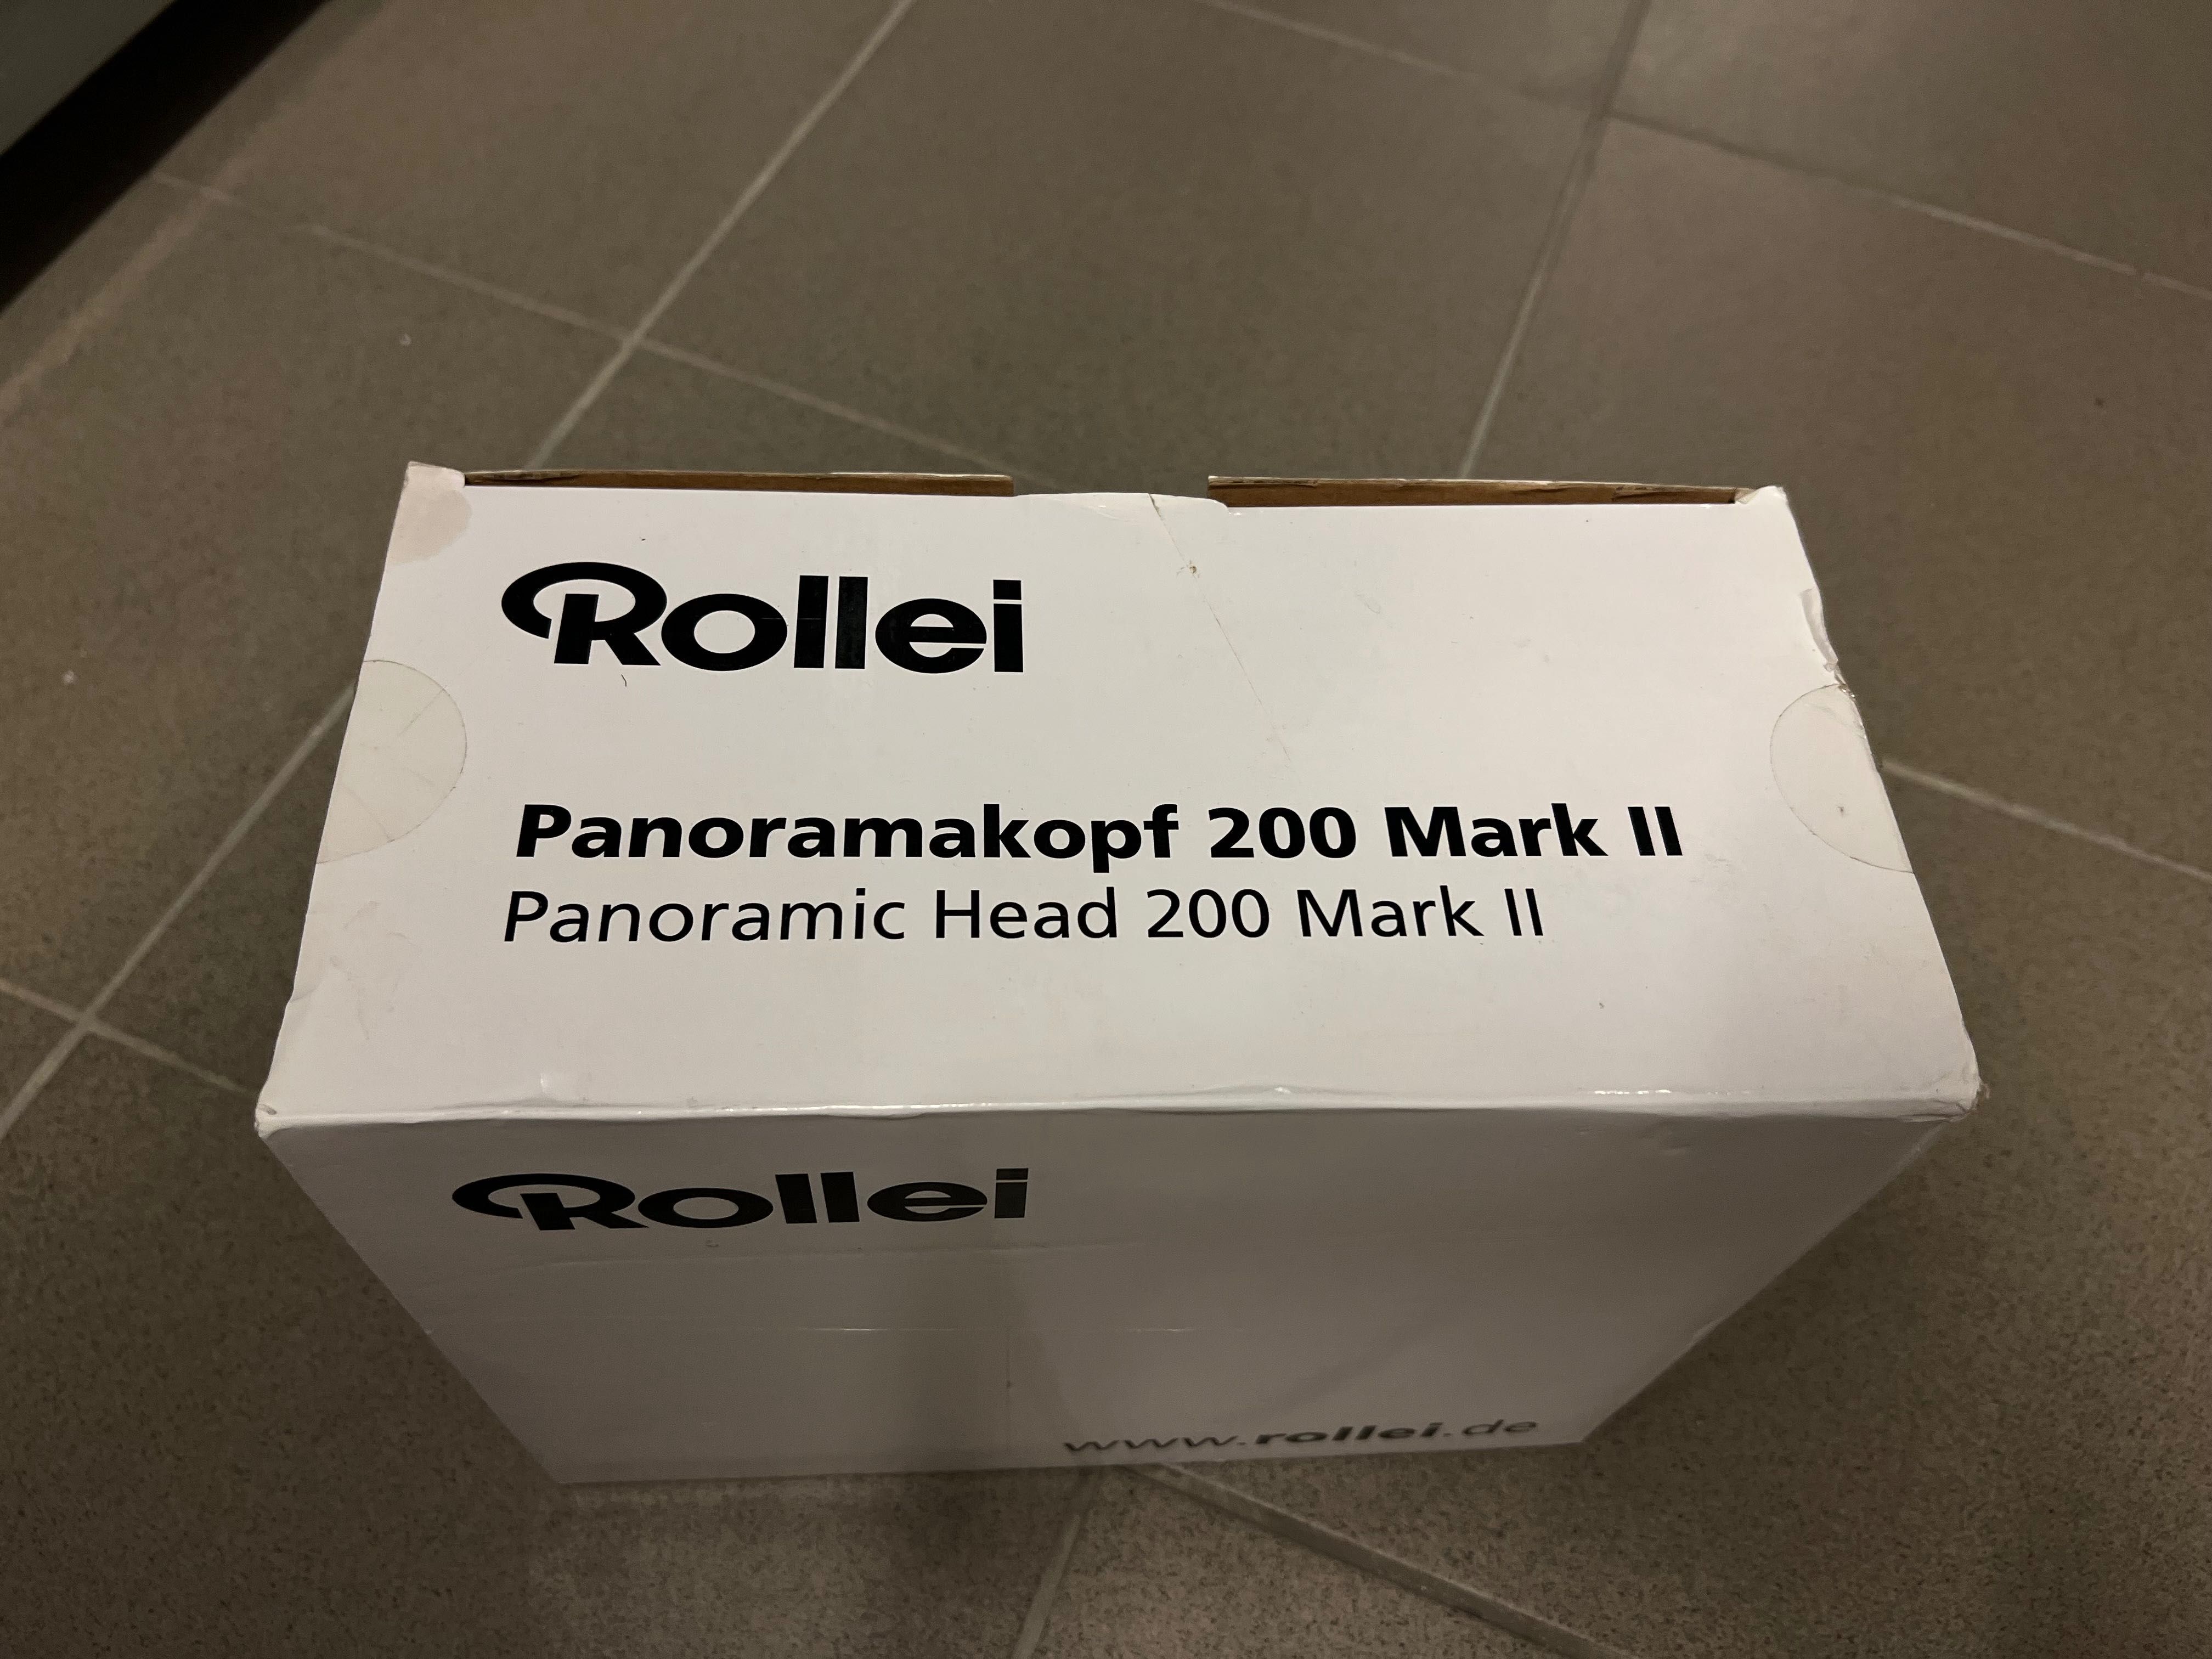 Rollei
Panoramakopf 200 Mark II
Panoramic Head 200 Mark II
Rollei
www.rollei.de